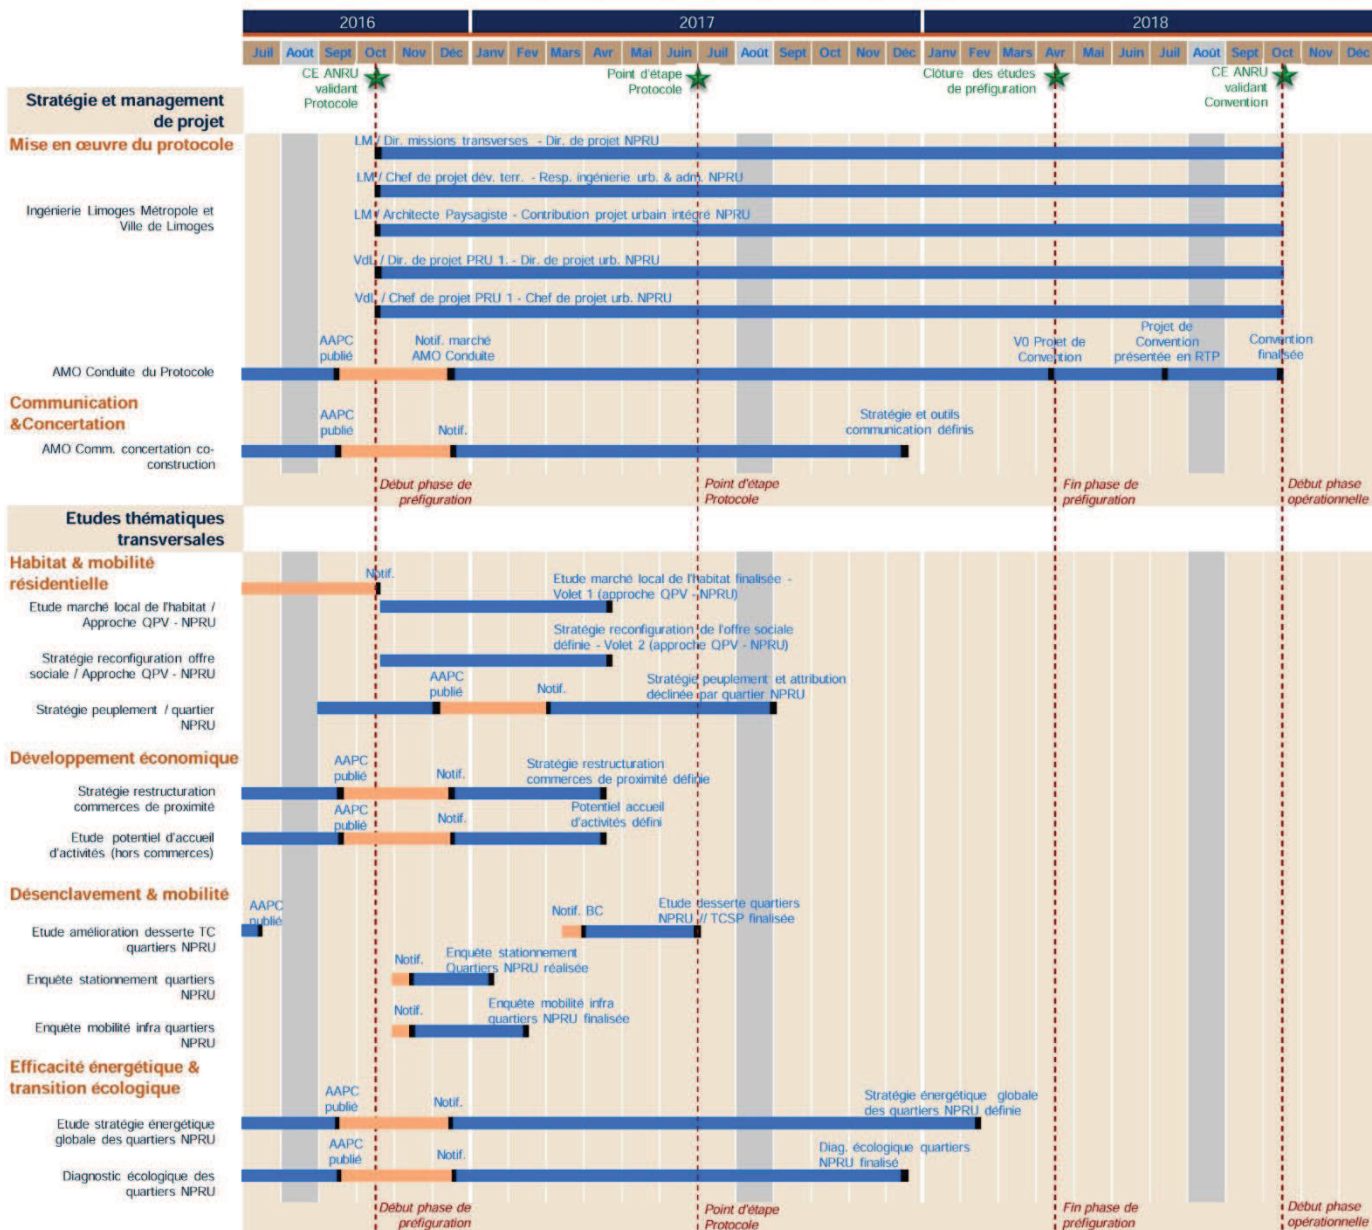 2016 2017 2018
Juil Août Sept Oct Nov Déc Janv Fev Mars Avr Mai Juin Juil Août Sept Oct Nov Déc Janv Fev Mars Avr Mai Juin Juil Août Sept Oct Nov Déc
CE ANRU
validant
Protocole
Point d'étape
Protocole
Clôture des études
de préfiguration
CE ANRU
validant
Convention
Stratégie et management
de projet
Mise en œuvre du protocole
LM / Dir. missions transverses - Dir. de projet NPRU
LM / Chef de projet dév. terr. - Resp. ingénierie urb. & adm. NPRU
Ingénierie Limoges Métropole et
Ville de Limoges
LM / Architecte Paysagiste - Contribution projet urbain intégré NPRU
VdL / Dir. de projet PRU 1. - Dir. de projet urb. NPRU
VdL / Chef de projet PRU 1 - Chef de projet urb. NPRU
AAPC
publié
Notif. marché
AMO Conduite
V0 Projet de
Convention
Projet de
Convention
présentée en RTP
Convention
finalisée
AMO Conduite du Protocole
Communication
&Concertation
AAPC
publié
Notif.
Stratégie et outils
communication définis
AMO Comm. concertation co-
construction
Début phase de
préfiguration
Point d'étape
Protocole
Fin phase de
préfiguration
Début phase
opérationnelle
Etudes thématiques
transversales
Habitat & mobilité
résidentielle
Notif.
Etude marché local de l'habitat finalisée -
Volet 1 (approche QPV - NPRU)
Etude marché local de l'habitat /
Approche QPV - NPRU
Stratégie reconfiguration de l'offre sociale
définie - Volet 2 (approche QPV - NPRU)
Stratégie reconfiguration offre
sociale / Approche QPV - NPRU
AAPC
publié
Notif.
Stratégie peuplement et attribution
déclinée par quartier NPRU
Stratégie peuplement / quartier
NPRU
Développement économique
AAPC
publié
Notif.
Stratégie restructuration
commerces de proximité définie
Stratégie restructuration
commerces de proximité
AAPC
publié
Notif.
Potentiel accueil
d'activités défini
Etude potentiel d'accueil
d'activités (hors commerces)
Désenclavement & mobilité
AAPC
publié
Notif. BC
Etude desserte quartiers
NPRU // TCSP finalisée
Etude amélioration desserte TC
quartiers NPRU
Notif.
Enquête stationnement
Quartiers NPRU réalisée
Enquête stationnement quartiers
NPRU
Notif.
Enquête mobilité infra
quartiers NPRU finalisée
Enquête mobilité infra quartiers
NPRU
Efficacité énergétique &
transition écologique
AAPC
publié
Notif.
Stratégie énergétique globale
des quartiers NPRU définie
Etude stratégie énergétique
globale des quartiers NPRU
AAPC
publié
Notif.
Diag. écologique quartiers
NPRU finalisé
Diagnostic écologique des
quartiers NPRU
Début phase de
préfiguration
Point d'étape
Protocole
Fin phase de
préfiguration
Début phase
opérationnelle